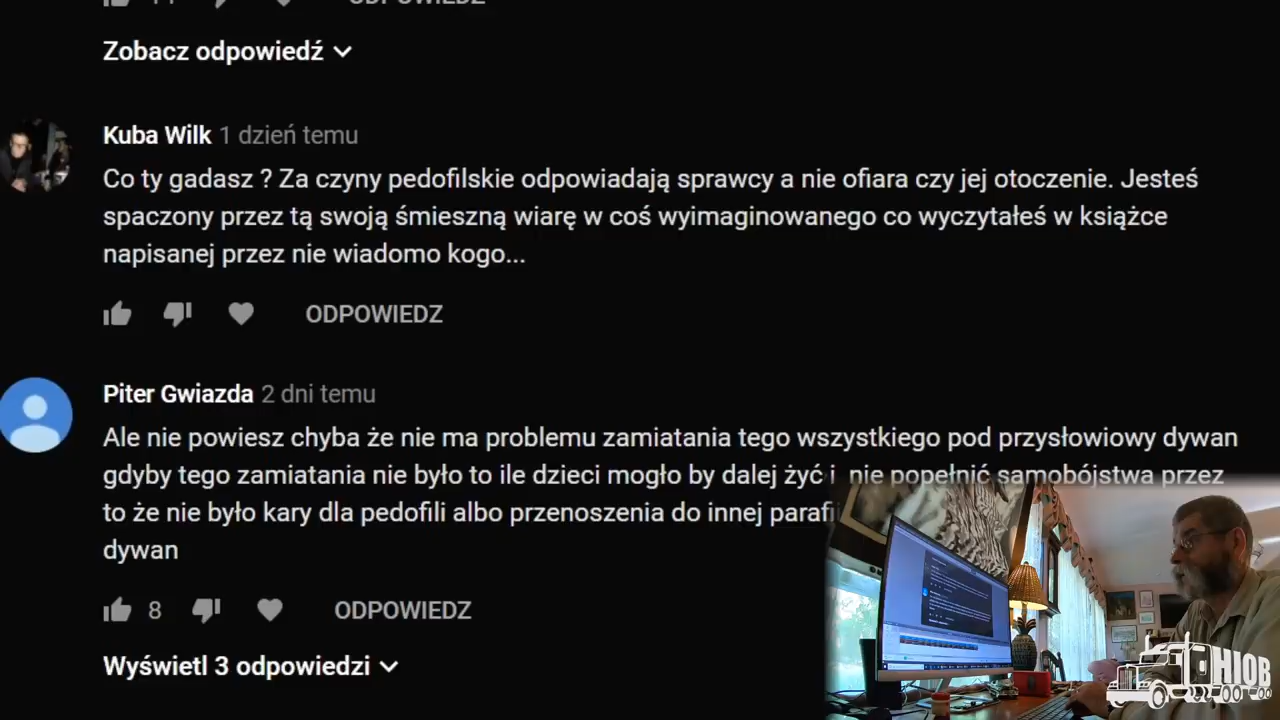 ODPOWIEDZ
Zobacz odpowiedź
Kuba Wilk 1 dzień temu
Co ty gadasz ? Za czyny pedofilskie odpowiadają sprawcy a nie ofiara czy jej otoczenie. Jesteś
spaczony przez tą swoją śmieszną wiarę w coś wyimaginowanego co wyczytałeś w książce
napisanej przez nie wiadomo kogo...
ODPOWIEDZ
Piter Gwiazda 2 dni temu
Ale nie powiesz chyba że nie ma problemu zamiatania tego wszystkiego pod przysłowiowy dywan
gdyby tego zamiatania nie było to ile dzieci mogło by dalej żyć i nie popełnić samobójstwa przez
to że nie było kary dla pedofili albo przenoszenia do innej parafii
dywan
8 ODPOWIEDZ
Wyświetl 3 odpowiedzi
HIOB